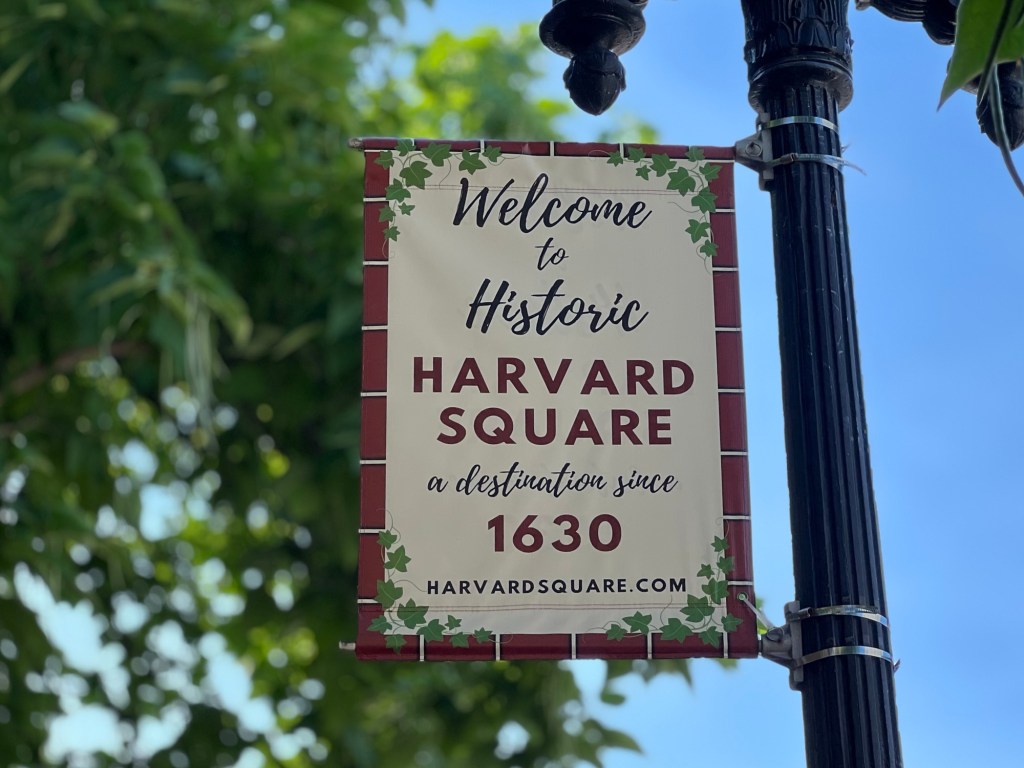 Welcome
to
Historic
HARVARD
SQUARE
a destination since
1630
HARVARDSQUARE.COM